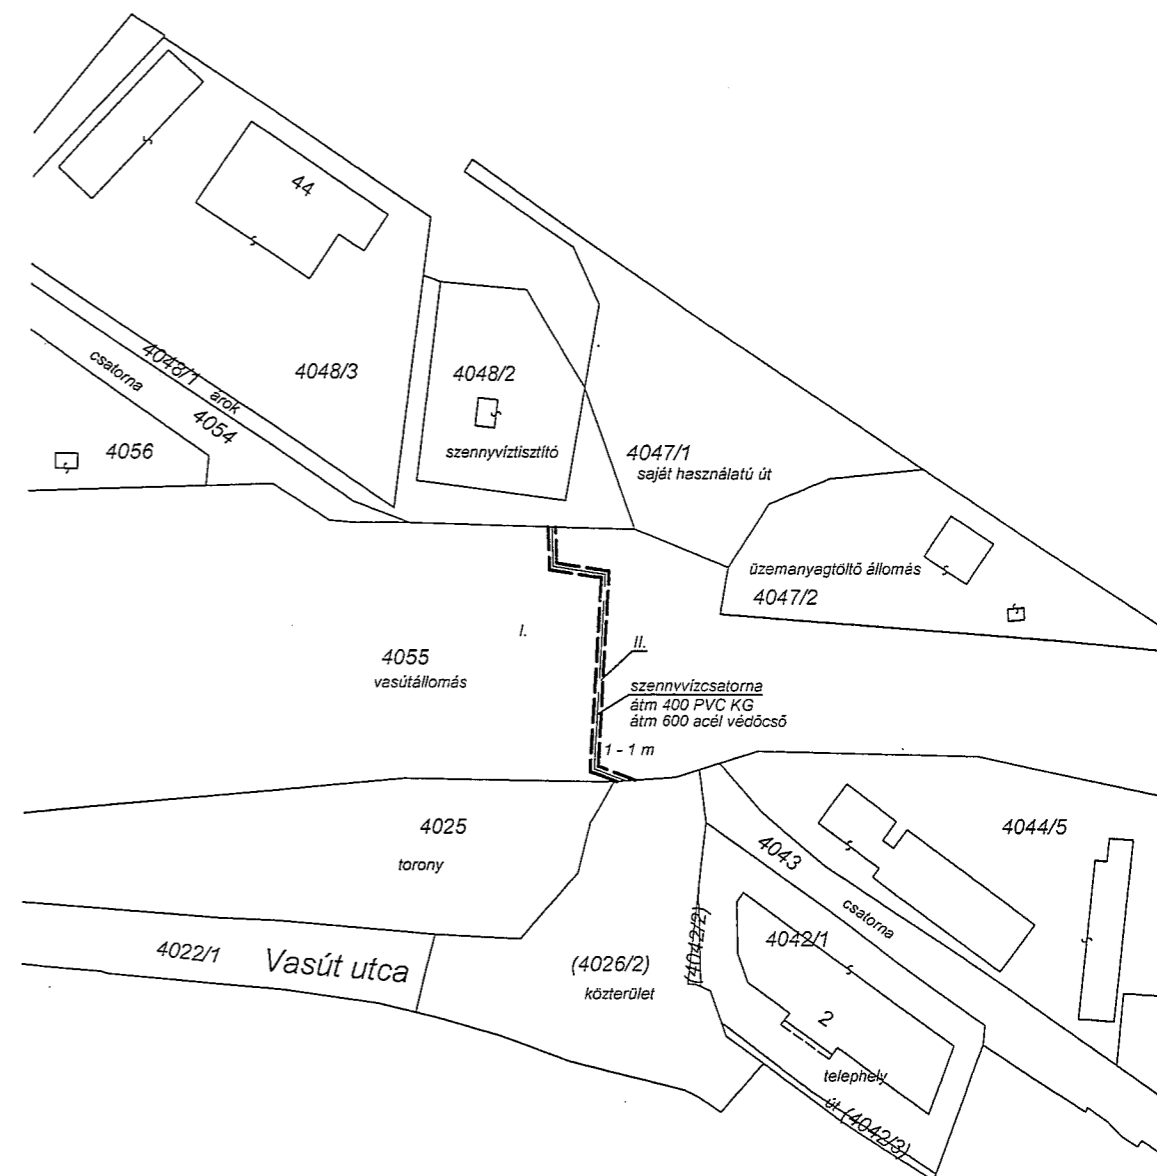 44
4048/1
árok
4048/3
4048/2
csatorna
4054
4056
szennyvíztisztító
4047/1
saját használatú út
üzemanyagtöltő állomás
4047/2
I.
II.
4055
vasútállomás
szennyvízcsatorna
átm 400 PVC KG
átm 600 acél védőcső
1 - 1 m
4025
torony
4044/5
4043
csatorna
4022/1
Vasút utca
(4026/2)
közterület
(4042/2)
4042/1
2
telephely
út (4042/3)